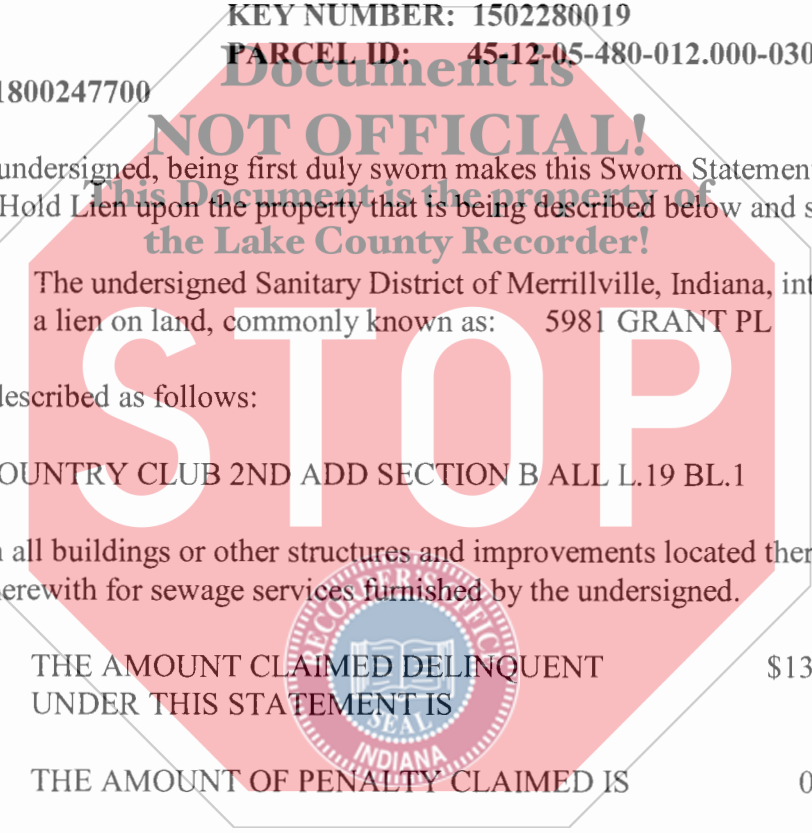 KEY NUMBER: 1502280019
PARCEL ID: 45-12-05-480-012.000-030
Document is
1800247700
NOT OFFICIAL!
undersigned, being first duly sworn makes this Sworn Statemen
This Document is the property of
Hold Lien upon the property that is being described below and s
the Lake County Recorder!
The undersigned Sanitary District of Merrillville, Indiana, int
a lien on land, commonly known as: 5981 GRANT PL
STOP
described as follows:
OUNTRY CLUB 2ND ADD SECTION B ALL L.19 BL.1
all buildings or other structures and improvements located ther
erewith for sewage services furnished by the undersigned.
RECORDER'S OFFICE
THE AMOUNT CLAIMED DELINQUENT $13
UNDER THIS STATEMENT IS
SEAL
INDIANA
THE AMOUNT OF PENALTY CLAIMED IS 0